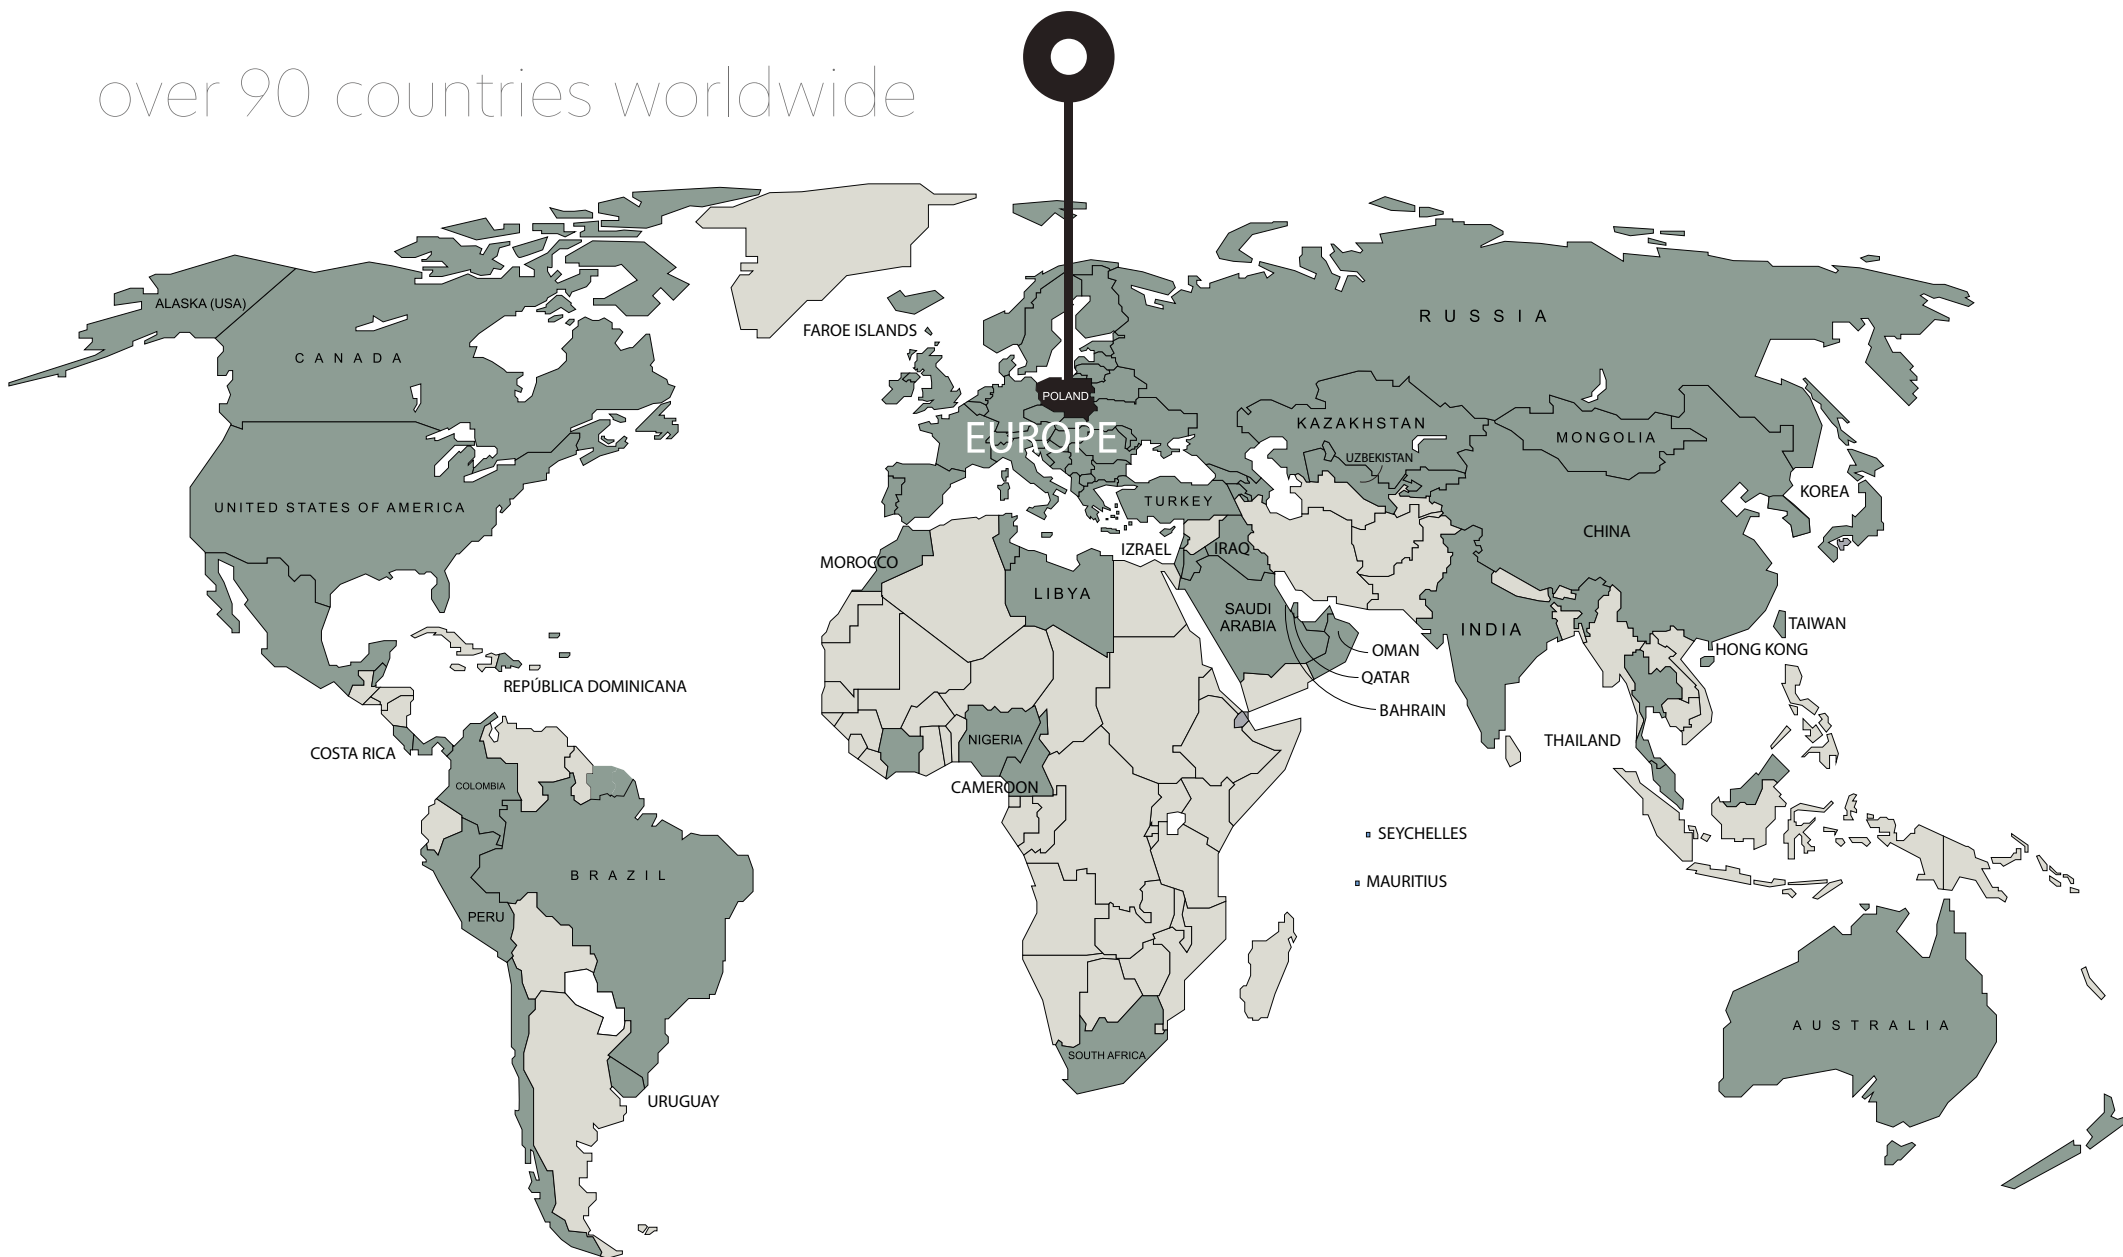 over 90 countries worldwide
ALASKA (USA)
CANADA
UNITED STATES OF AMERICA
REPÚBLICA DOMINICANA
COSTA RICA
COLOMBIA
BRAZIL
PERU
URUGUAY
FAROE ISLANDS
POLAND
EUROPE
RUSSIA
KAZAKHSTAN
UZBEKISTAN
MONGOLIA
TURKEY
KOREA
CHINA
IZRAEL
IRAQ
MOROCCO
LIBYA
SAUDI
ARABIA
INDIA
TAIWAN
HONG KONG
OMAN
QATAR
BAHRAIN
NIGERIA
CAMEROON
THAILAND
SEYCHELLES
MAURITIUS
SOUTH AFRICA
AUSTRALIA